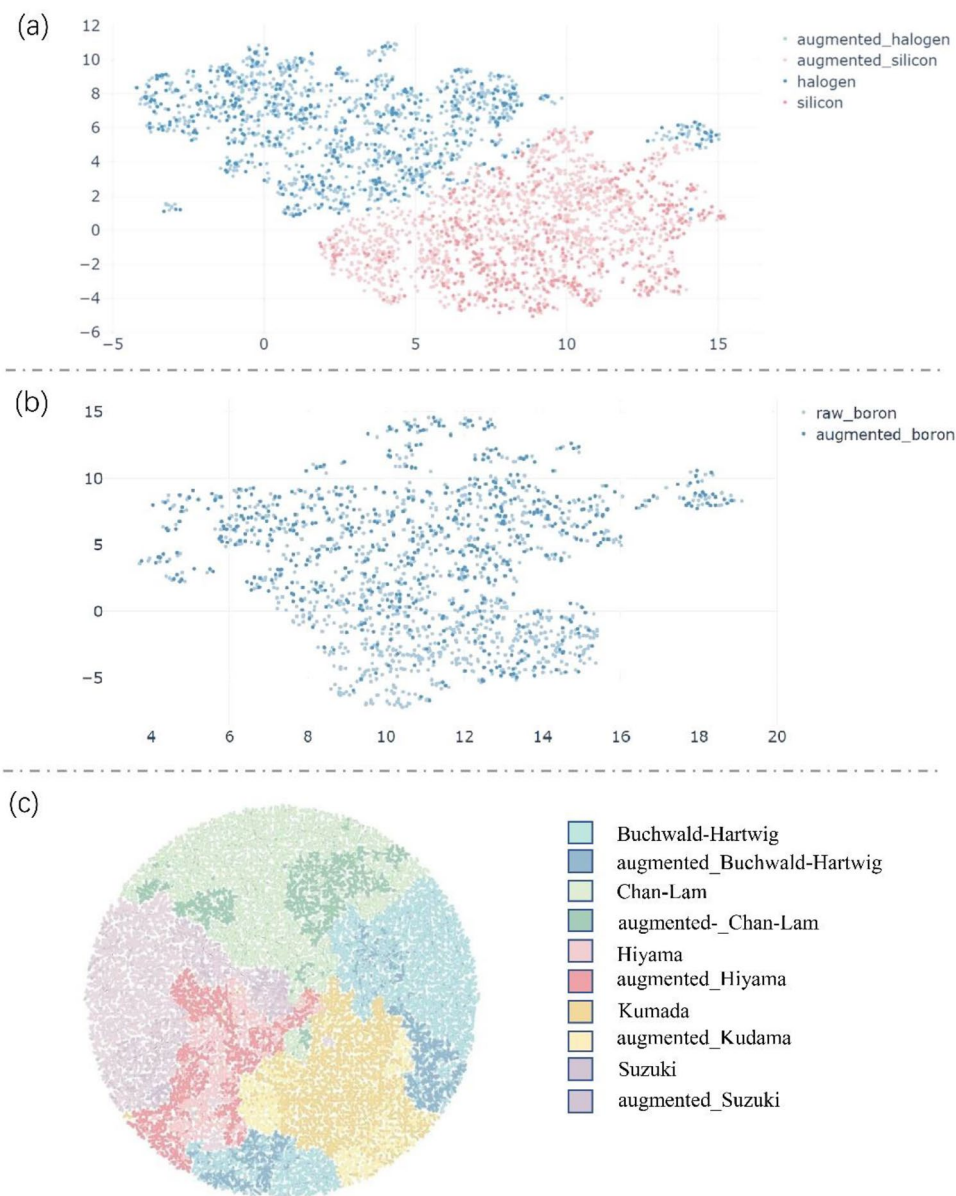 (a)
12
10
8
6
4
2
0
−2
−4
−6
−5
0
5
10
15
augmented_halogen
augmented_silicon
halogen
silicon
(b)
15
10
5
0
−5
4
6
8
10
12
14
16
18
20
raw_boron
augmented_boron
(c)
Buchwald-Hartwig
augmented_Buchwald-Hartwig
Chan-Lam
augmented-_Chan-Lam
Hiyama
augmented_Hiyama
Kumada
augmented_Kudama
Suzuki
augmented_Suzuki